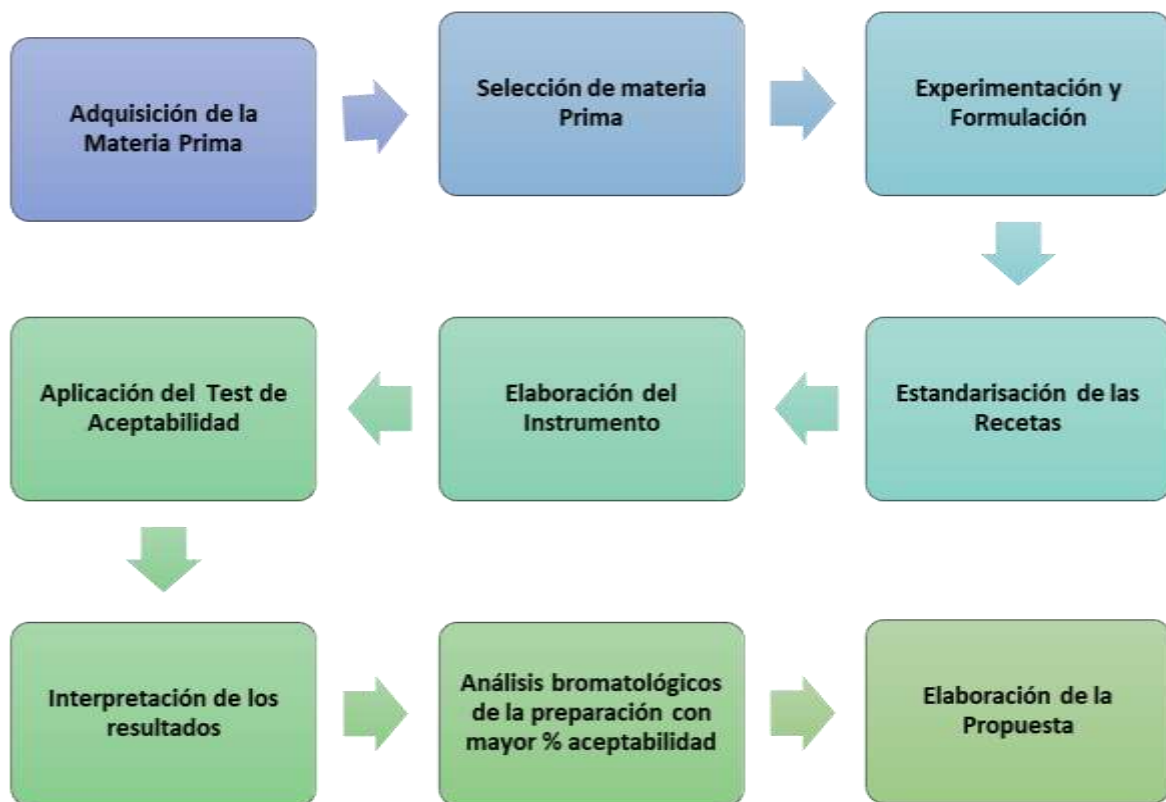 Adquisición de la
Materia Prima
Selección de materia
Prima
Experimentación y
Formulación
Estandarisación de las
Recetas
Elaboración del
Instrumento
Aplicación del Test de
Aceptabilidad
Interpretación de los
resultados
Análisis bromatológicos
de la preparación con
mayor % aceptabilidad
Elaboración de la
Propuesta